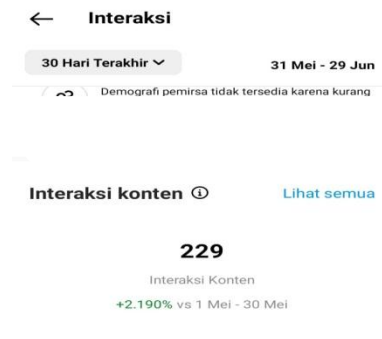 Interaksi
30 Hari Terakhir
31 Mei - 29 Jun
Demografi pemirsa tidak tersedia karena kurang
Interaksi konten
Lihat semua
229
Interaksi Konten
+2.190% vs 1 Mei - 30 Mei